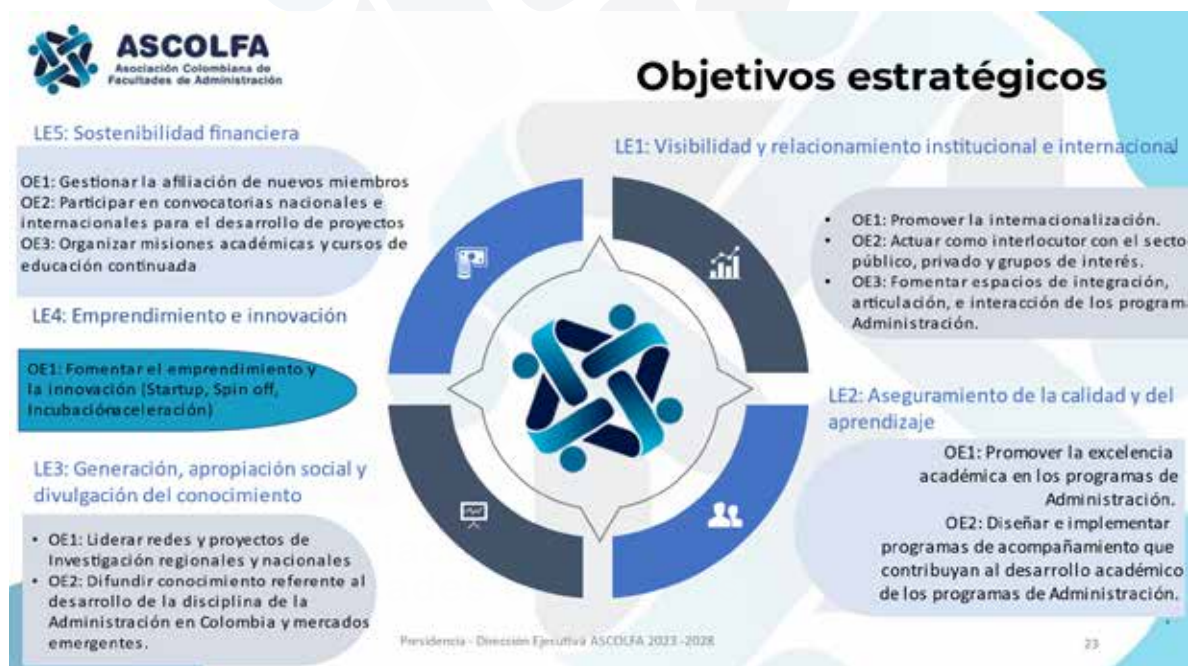 ASCOLFA
Asociación Colombiana de
Facultades de Administración
Objetivos estratégicos
LE5: Sostenibilidad financiera
OE1: Gestionar la afiliación de nuevos miembros
OE2: Participar en convocatorias nacionales e
internacionales para el desarrollo de proyectos
OE3: Organizar misiones académicas y cursos de
educación continuada
LE4: Emprendimiento e innovación
OE1: Fomentar el emprendimiento y
la innovación (Startup, Spin off,
Incubaciónaceleración)
LE3: Generación, apropiación social y
divulgación del conocimiento
• OE1: Liderar redes y proyectos de
Investigación regionales y nacionales
• OE2: Difundir conocimiento referente al
desarrollo de la disciplina de la
Administración en Colombia y mercados
emergentes.
LE1: Visibilidad y relacionamiento institucional e internacional
• OE1: Promover la internacionalización.
• OE2: Actuar como interlocutor con el secto
público, privado y grupos de interés.
• OE3: Fomentar espacios de integración,
articulación, e interacción de los program
Administración.
LE2: Aseguramiento de la calidad y del
aprendizaje
OE1: Promover la excelencia
académica en los programas de
Administración.
OE2: Diseñar e implementar
programas de acompañamiento que
contribuyan al desarrollo académico
de los programas de Administración.
Presidencia - Dirección Ejecutiva ASCOLFA 2023 -2028
23